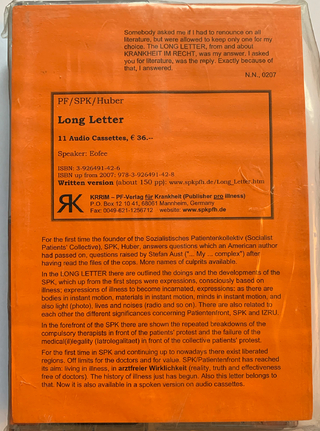 Somebody asked me if I had to renounce on all
literature, but were allowed to keep only one for my
choice. The LONG LETTER, from and about
KRANKHEIT IM RECHT, was my answer. I asked
you for literature, was the reply. Exactly because of
that, I answered.
N.N., 0207
PF/SPK/Huber
Long Letter
11 Audio Cassettes, € 36.--
Speaker: Eofee
ISBN: 3-926491-42-6
ISBN up from 2007: 978-3-926491-42-8
Written version (about 150 pp): www.spkpfh.de/Long_Letter.htm
KRRIM – PF-Verlag für Krankheit (Publisher pro illness)
P.O. Box 12 10 41, 68061 Mannheim, Germany
Fax: 0049-621-1256712 website: www.spkpfh.de
For the first time the founder of the Sozialistisches Patientenkollektiv (Socialist
Patients' Collective), SPK, Huber, answers questions which an American author
had passed on, questions raised by Stefan Aust ("... My ... complex") after
having read the files of the cops. More names of culprits available.
In the LONG LETTER there are outlined the doings and the developments of the
SPK, which up from the first steps were expressions, consciously based on
illness; expressions of illness to become incarnated, expressions; as there are
bodies in instant motion, materials in instant motion, minds in instant motion, and
also light (photo), lives and noises (radio and so on). There are also related to
each other the different significances concerning Patientenfront, SPK and IZRU.
In the forefront of the SPK there are shown the repeated breakdowns of the
compulsory therapists in front of the patients' protest and the failure of the
medical(il)legality (iatrolegalitaet) in front of the collective patients' protest.
For the first time in SPK and continuing up to nowadays there exist liberated
regions. Off limits for the doctors and for value. SPK/Patientenfront has reached
its aim: living in illness, in arztfreier Wirklichkeit (reality, truth and effectiveness
free of doctors). The history of illness just has begun. Also this letter belongs to
that. Now it is also available in a spoken version on audio cassettes.